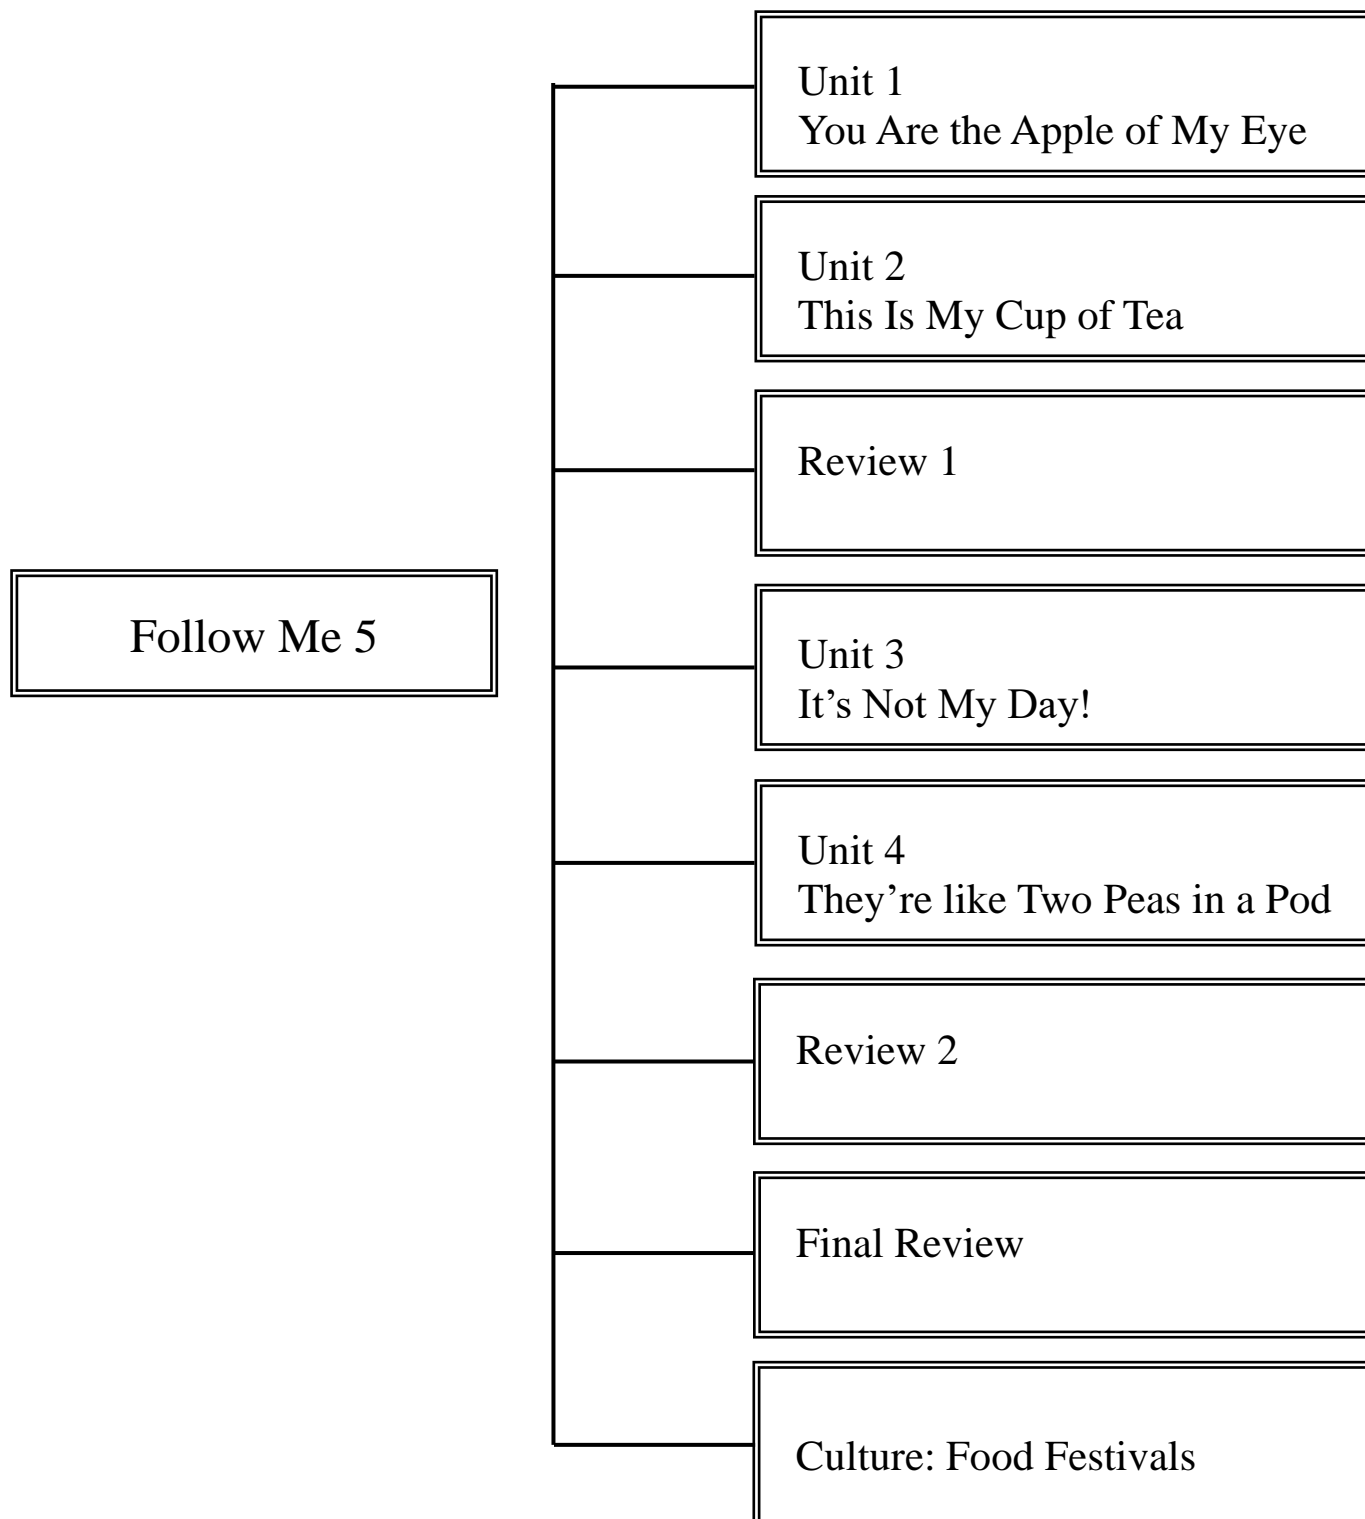 Follow Me 5
Unit 1
You Are the Apple of My Eye
Unit 2
This Is My Cup of Tea
Review 1
Unit 3
It’s Not My Day!
Unit 4
They’re like Two Peas in a Pod
Review 2
Final Review
Culture: Food Festivals